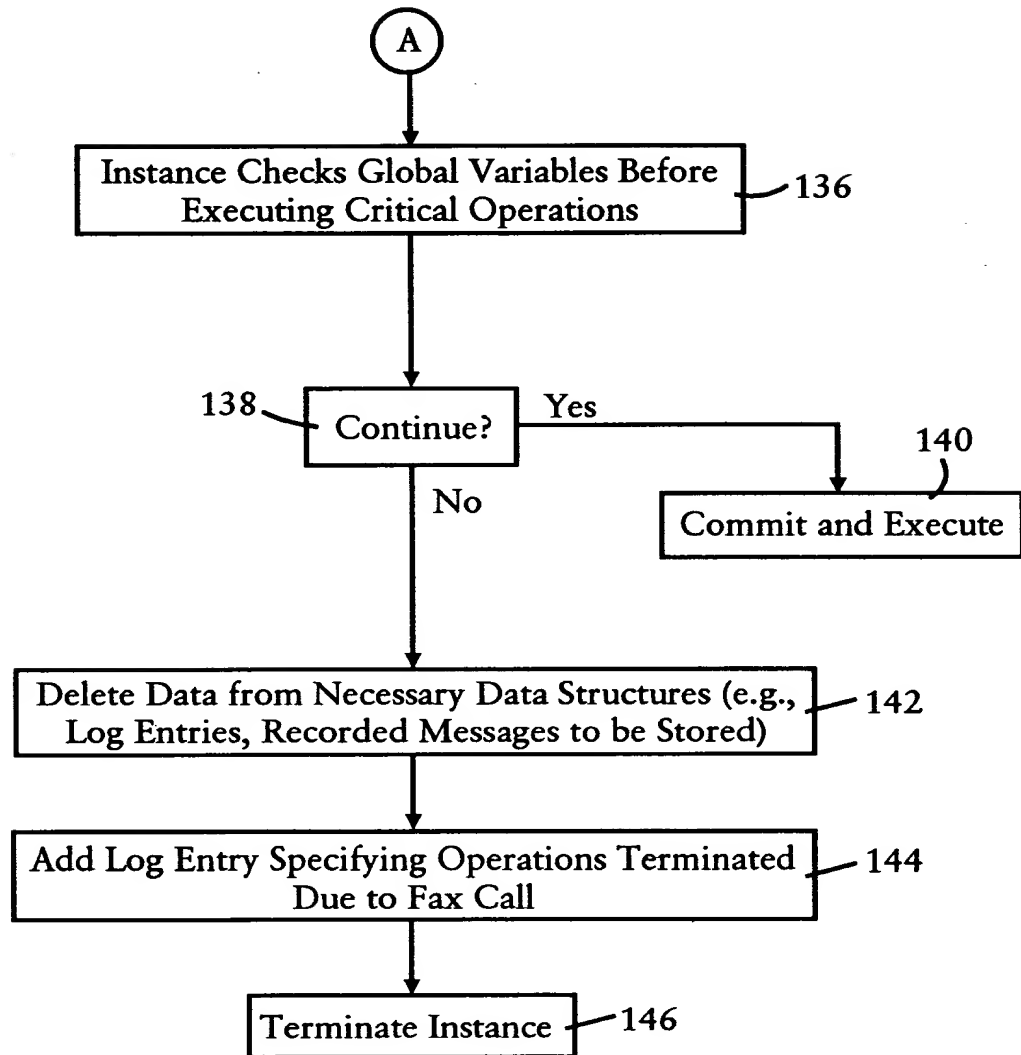 A
Instance Checks Global Variables Before
Executing Critical Operations
136
138
Continue?
Yes
140
No
Commit and Execute
Delete Data from Necessary Data Structures (e.g.,
Log Entries, Recorded Messages to be Stored)
142
Add Log Entry Specifying Operations Terminated
Due to Fax Call
144
Terminate Instance
146